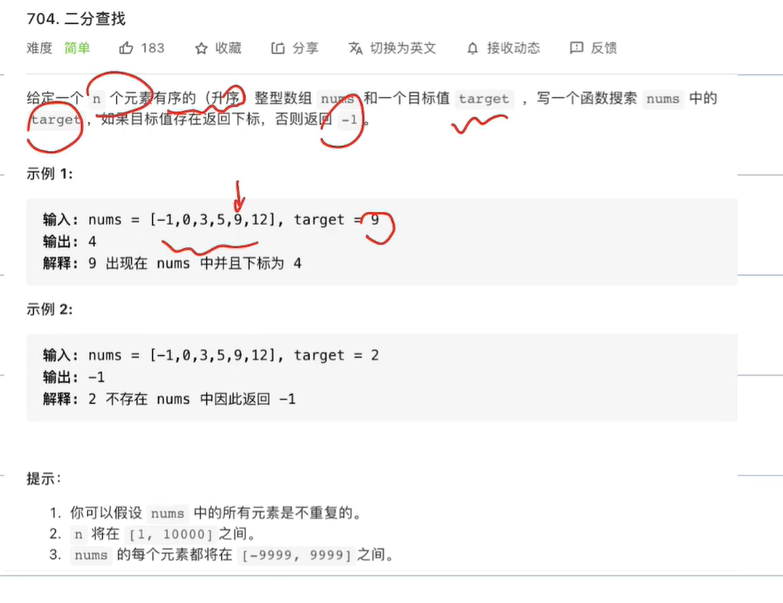 704. 二分查找
难度 简单 183 收藏 分享 切换为英文 接收动态 反馈
给定一个 n 个元素有序的（升序）整型数组 nums 和一个目标值 target ，写一个函数搜索 nums 中的
target，如果目标值存在返回下标，否则返回 -1。
示例 1:
输入: nums = [-1,0,3,5,9,12], target = 9
输出: 4
解释: 9 出现在 nums 中并且下标为 4
示例 2:
输入: nums = [-1,0,3,5,9,12], target = 2
输出: -1
解释: 2 不存在 nums 中因此返回 -1
提示：
1. 你可以假设 nums 中的所有元素是不重复的。
2. n 将在 [1, 10000]之间。
3. nums 的每个元素都将在 [-9999, 9999]之间。